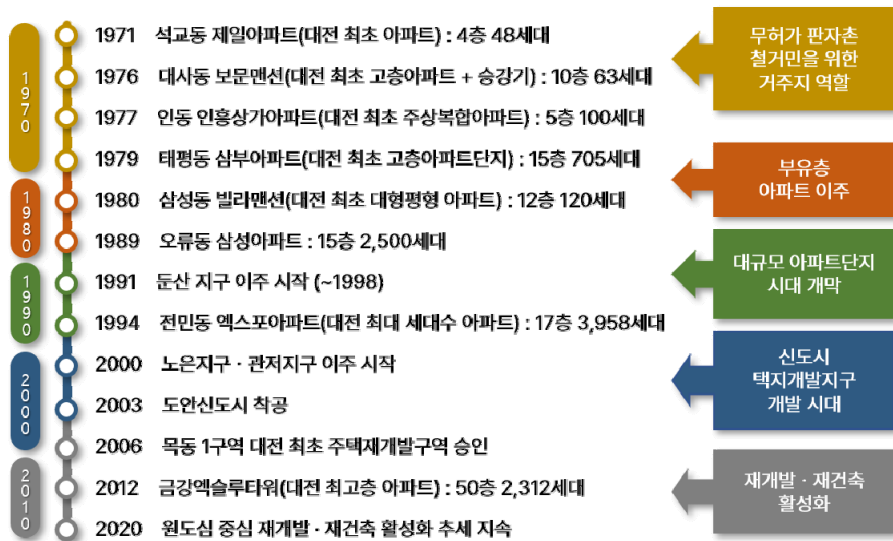 1970
1971 석교동 제일아파트(대전 최초 아파트) : 4층 48세대
1976 대사동 보문맨션(대전 최초 고층아파트 + 승강기) : 10층 63세대
1977 인동 인흥상가아파트(대전 최초 주상복합아파트) : 5층 100세대
1979 태평동 삼부아파트(대전 최초 고층아파트단지) : 15층 705세대
무허가 판자촌
철거민을 위한
거주지 역할
1980
1980 삼성동 빌라맨션(대전 최초 대형평형 아파트) : 12층 120세대
1989 오류동 삼성아파트 : 15층 2,500세대
부유층
아파트 이주
1990
1991 둔산 지구 이주 시작 (~1998)
1994 전민동 엑스포아파트(대전 최대 세대수 아파트) : 17층 3,958세대
대규모 아파트단지
시대 개막
2000
2000 노은지구 · 관저지구 이주 시작
2003 도안신도시 착공
2006 목동 1구역 대전 최초 주택재개발구역 승인
신도시
택지개발지구
개발 시대
2010
2012 금강엑슬루타워(대전 최고층 아파트) : 50층 2,312세대
2020 원도심 중심 재개발 · 재건축 활성화 추세 지속
재개발 · 재건축
활성화